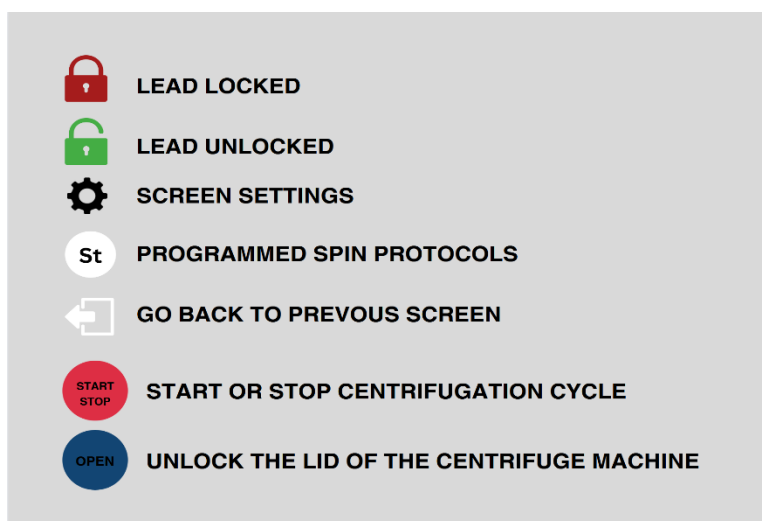 LEAD LOCKED
LEAD UNLOCKED
SCREEN SETTINGS
St PROGRAMMED SPIN PROTOCOLS
GO BACK TO PREVOUS SCREEN
START
STOP
START OR STOP CENTRIFUGATION CYCLE
OPEN UNLOCK THE LID OF THE CENTRIFUGE MACHINE